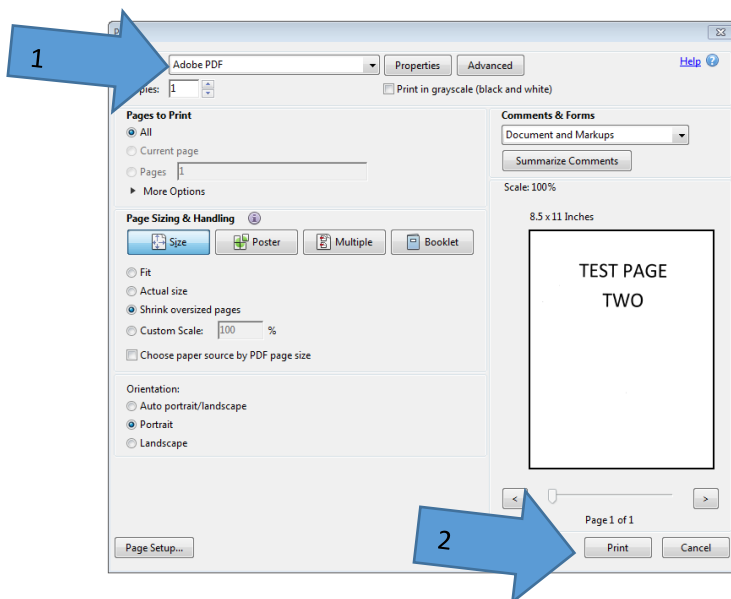 1
Adobe PDF Properties Advanced Help ?
pies: 1 Print in grayscale (black and white)
Pages to Print
All
Current page
Pages 1
More Options
Comments & Forms
Document and Markups
Summarize Comments
Scale: 100%
8.5 x 11 Inches
Page Sizing & Handling i
Size Poster Multiple Booklet
Fit
Actual size
Shrink oversized pages
Custom Scale: 100 %
Choose paper source by PDF page size
TEST PAGE
TWO
Orientation:
Auto portrait/landscape
Portrait
Landscape
< >
Page 1 of 1
2
Page Setup... Print Cancel